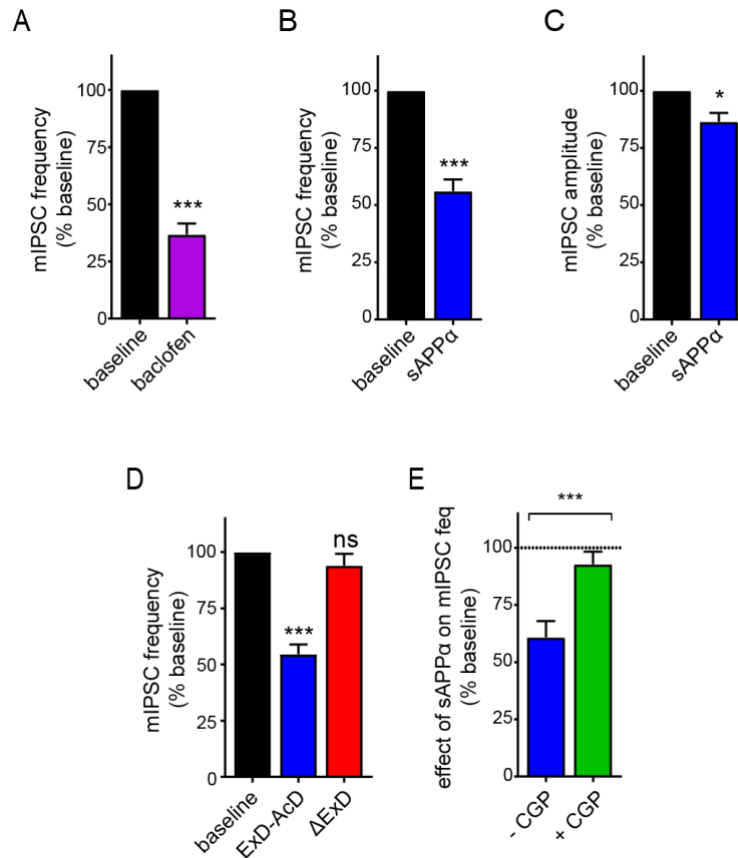 A
mIPSC frequency
(% baseline)
100
75
50
25
0
***
baseline
baclofen
B
mIPSC frequency
(% baseline)
100
75
50
25
0
***
baseline
sAPPα
C
mIPSC amplitude
(% baseline)
100
75
50
25
0
*
baseline
sAPPα
D
mIPSC frequency
(% baseline)
100
75
50
25
0
***
ns
baseline
ExD-AcD
ΔExD
E
effect of sAPPα on mIPSC feq
(% baseline)
100
75
50
25
0
***
- CGP
+ CGP